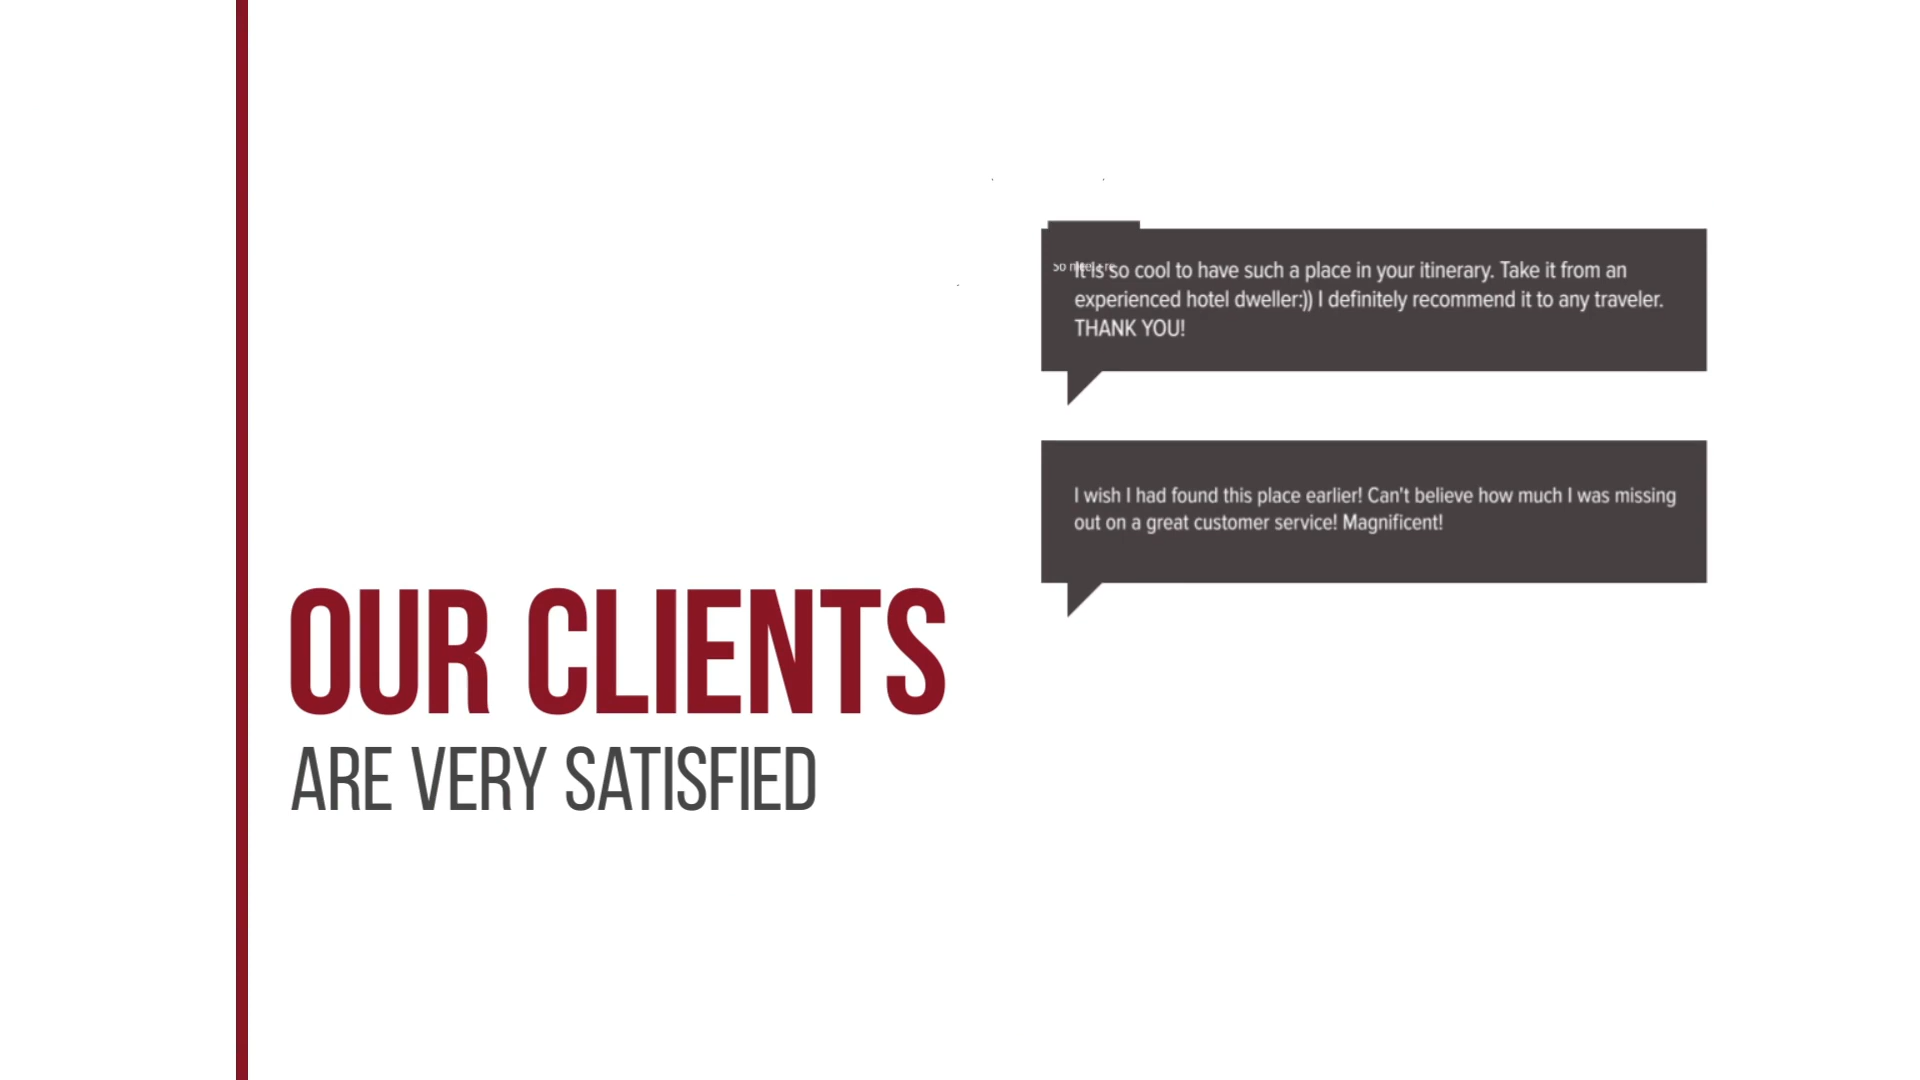 It is so cool to have such a place in your itinerary. Take it from an
experienced hotel dweller:)) I definitely recommend it to any traveler.
THANK YOU!
I wish I had found this place earlier! Can't believe how much I was missing
out on a great customer service! Magnificent!
OUR CLIENTS
ARE VERY SATISFIED